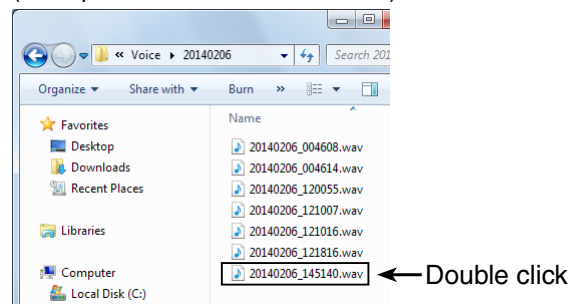 « Voice ▸ 20140206
Search 201
Organize ▾ Share with ▾ Burn »
Favorites
Desktop
Downloads
Recent Places
Libraries
Computer
Local Disk (C:)
Name
20140206_004608.wav
20140206_004614.wav
20140206_120055.wav
20140206_121007.wav
20140206_121016.wav
20140206_121816.wav
20140206_145140.wav
Double click